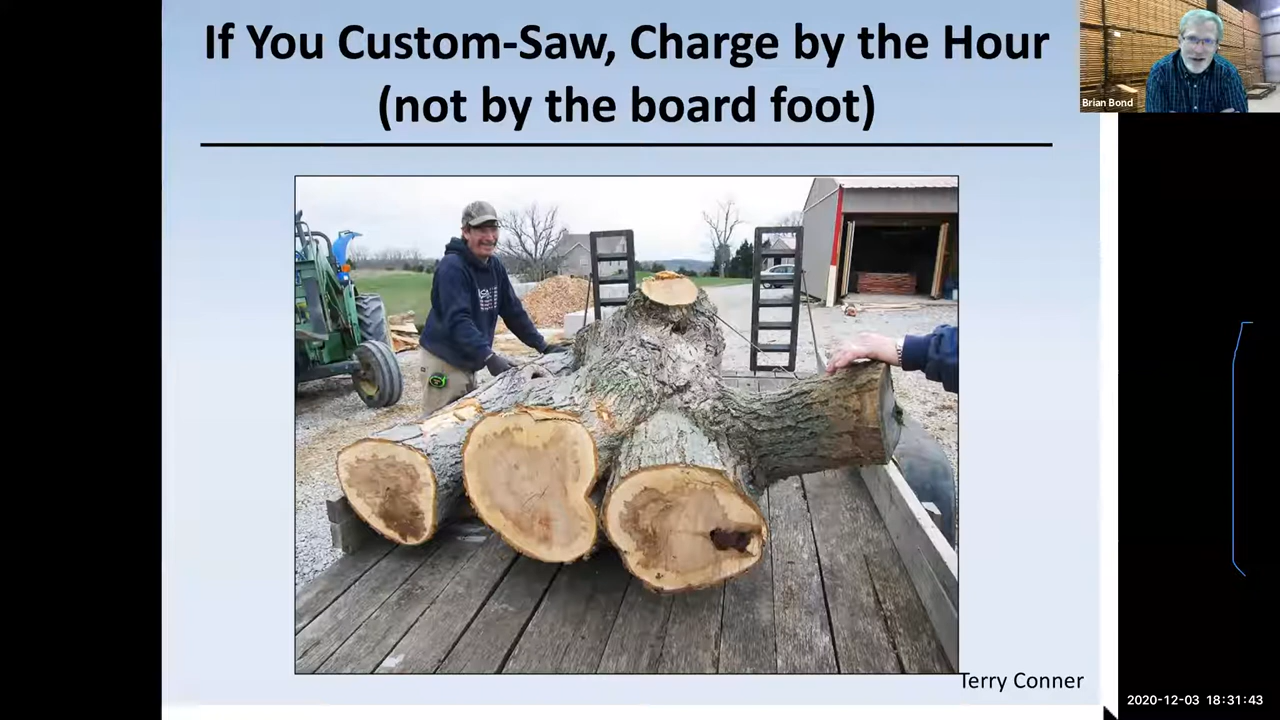 If You Custom-Saw, Charge by the Hour
(not by the board foot)
Brian Bond
Terry Conner
2020-12-03 18:31:43